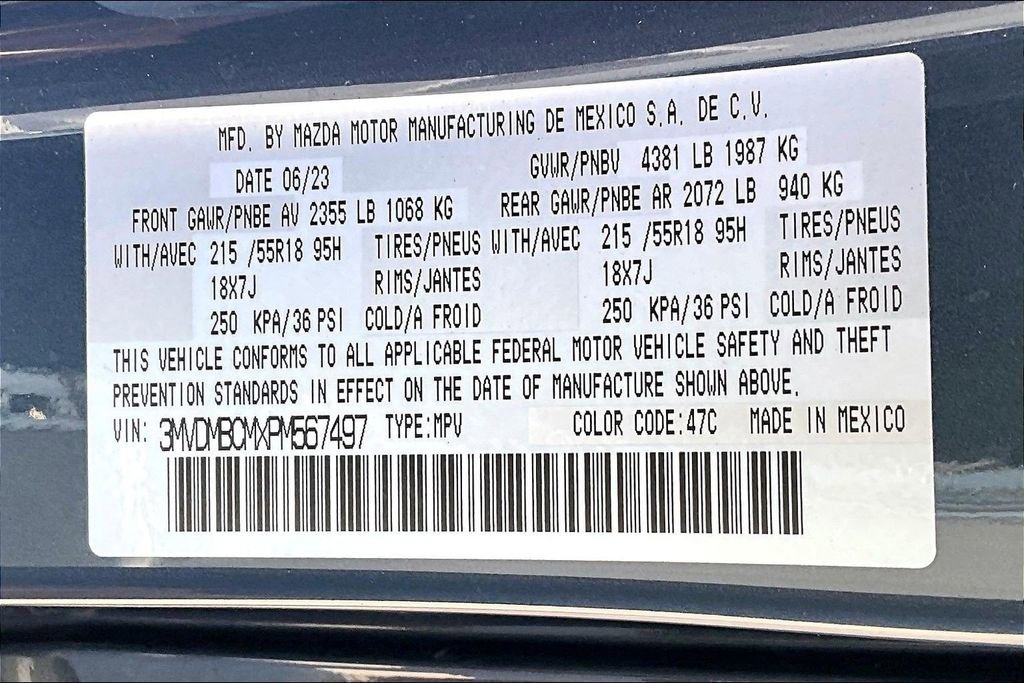 MFD. BY MAZDA MOTOR MANUFACTURING DE MEXICO S.A. DE C.V.
DATE 06/23 GVWR/PNBV 4381 LB 1987 KG
FRONT GAWR/PNBE AV 2355 LB 1068 KG REAR GAWR/PNBE AR 2072 LB 940 KG
WITH/AVEC 215 /55R18 95H TIRES/PNEUS WITH/AVEC 215 /55R18 95H TIRES/PNEUS
18X7J RIMS/JANTES 18X7J RIMS/JANTES
250 KPA/36 PSI COLD/A FROID 250 KPA/36 PSI COLD/A FROID
THIS VEHICLE CONFORMS TO ALL APPLICABLE FEDERAL MOTOR VEHICLE SAFETY AND THEFT
PREVENTION STANDARDS IN EFFECT ON THE DATE OF MANUFACTURE SHOWN ABOVE.
VIN: 3MVDMBCMXPM567497 TYPE:MPV COLOR CODE:47C MADE IN MEXICO